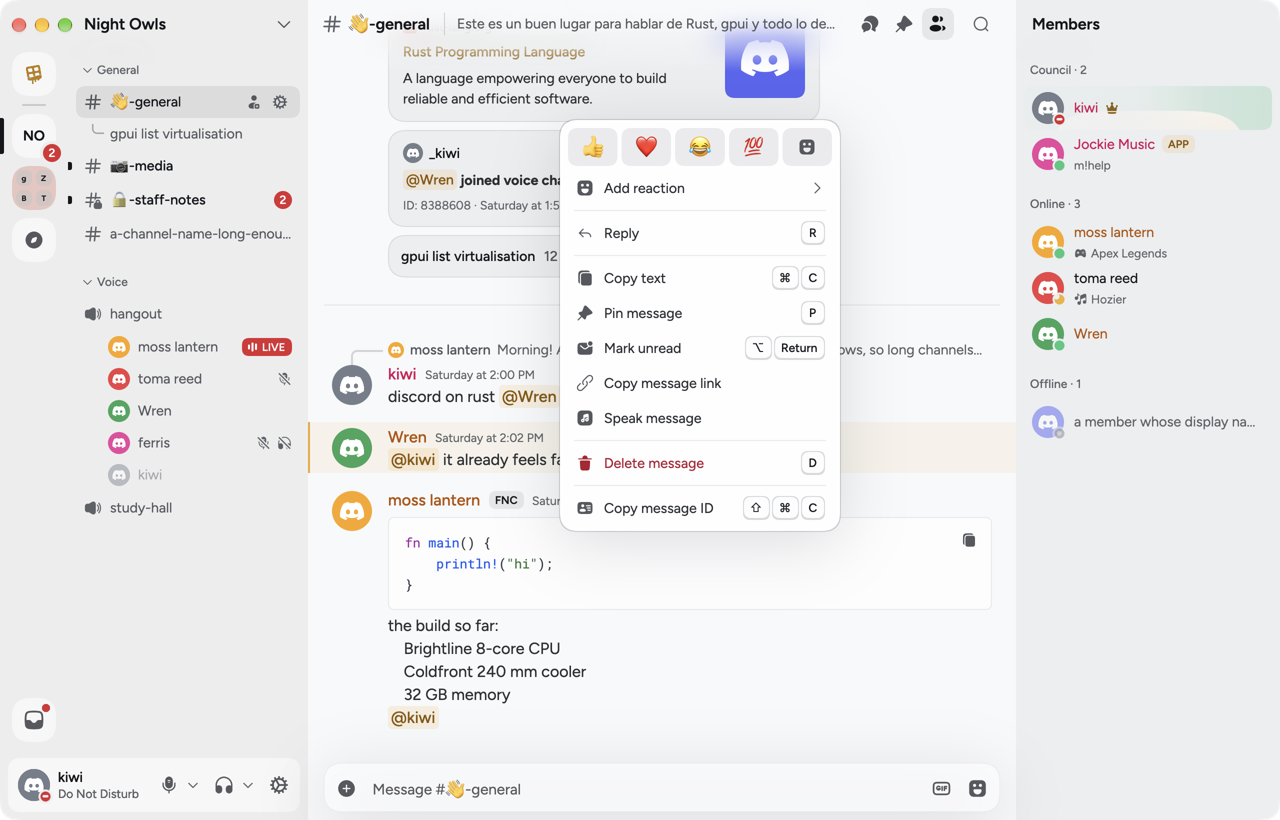 Night Owls
General
👋-general
gpui list virtualisation
NO
2
📷-media
g Z
B T
🔒-staff-notes
2
a-channel-name-long-enou...
Voice
hangout
moss lantern
LIVE
toma reed
Wren
ferris
kiwi
study-hall
kiwi
Do Not Disturb
# 👋-general
Este es un buen lugar para hablar de Rust, gpui y todo lo de...
Rust Programming Language
A language empowering everyone to build
reliable and efficient software.
_kiwi
@Wren joined voice cha
ID: 8388608 · Saturday at 1:5
gpui list virtualisation 12
moss lantern Morning! A
ows, so long channels...
kiwi Saturday at 2:00 PM
discord on rust @Wren
Wren Saturday at 2:02 PM
@kiwi it already feels fa
moss lantern FNC Satur
fn main() {
println!("hi");
}
the build so far:
Brightline 8-core CPU
Coldfront 240 mm cooler
32 GB memory
@kiwi
Message #👋-general
GIF
👍 ❤️ 😂 💯
Add reaction
Reply R
Copy text ⌘ C
Pin message P
Mark unread ⌥ Return
Copy message link
Speak message
Delete message D
Copy message ID ⇧ ⌘ C
Members
Council · 2
kiwi
Jockie Music APP
m!help
Online · 3
moss lantern
Apex Legends
toma reed
Hozier
Wren
Offline · 1
a member whose display na...